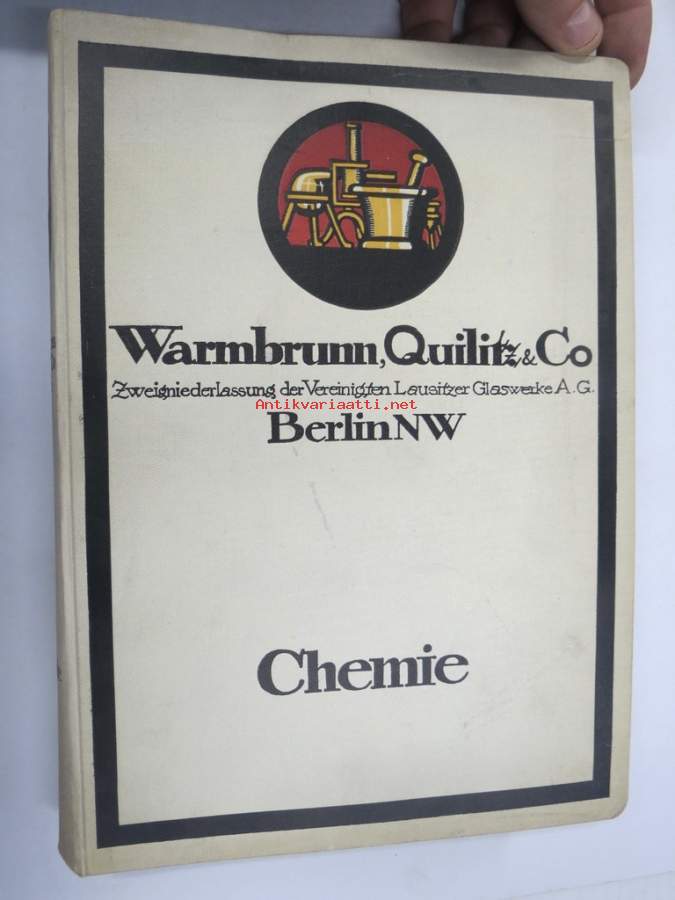 Warmbrunn, Quilitz & Co
Zweigniederlassung der Vereinigten Lausitzer Glaswerke A.G.
Antikvariaatti.net
Berlin NW
Chemie